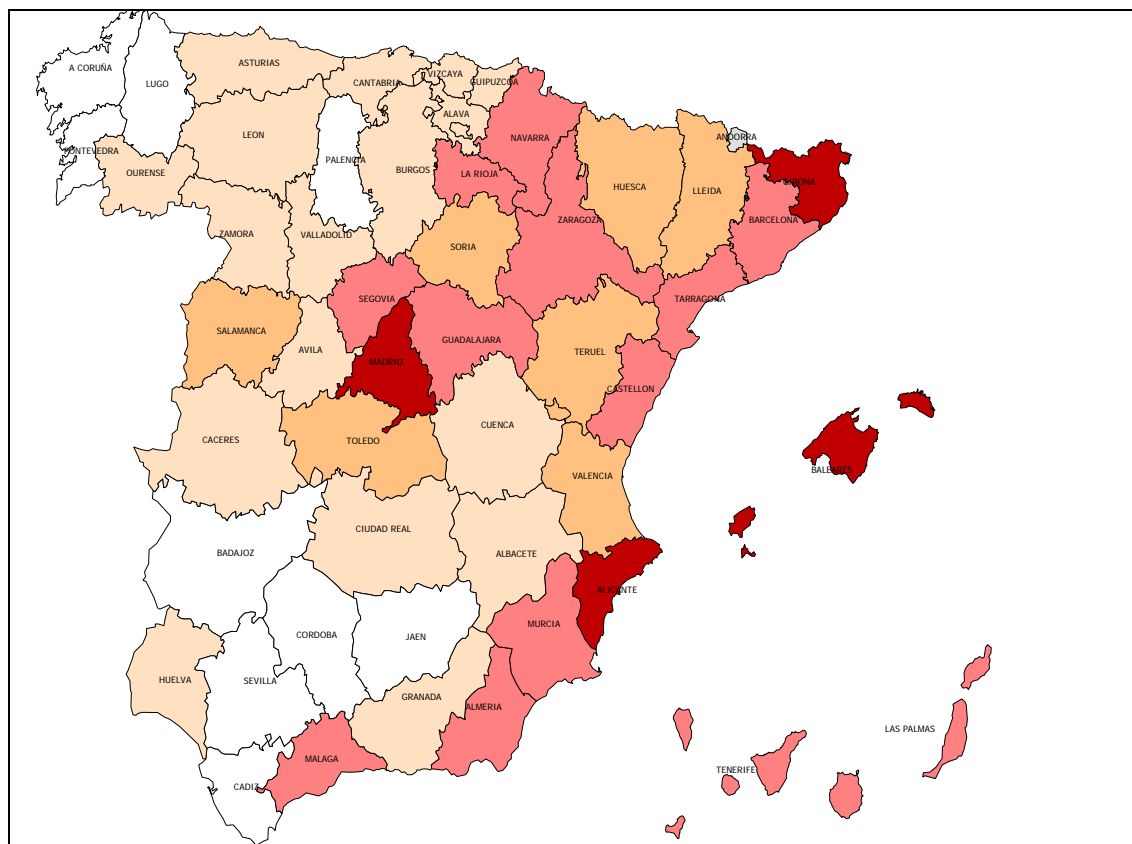 ASTURIAS
A CORUÑA
LUGO
CANTABRIA
VIZCAYA
GUIPUZCOA
ALAVA
LEON
NAVARRA
ANDORRA
PONTEVEDRA
OURENSE
PALENCIA
BURGOS
LA RIOJA
HUESCA
LLEIDA
GIRONA
ZAMORA
VALLADOLID
SORIA
ZARAGOZA
BARCELONA
SEGOVIA
TARRAGONA
SALAMANCA
AVILA
MADRID
GUADALAJARA
TERUEL
CASTELLON
CACERES
TOLEDO
CUENCA
VALENCIA
BALEARES
BADAJOZ
CIUDAD REAL
ALBACETE
ALICANTE
CORDOBA
JAEN
MURCIA
HUELVA
SEVILLA
GRANADA
ALMERIA
LAS PALMAS
MALAGA
TENERIFE
CADIZ